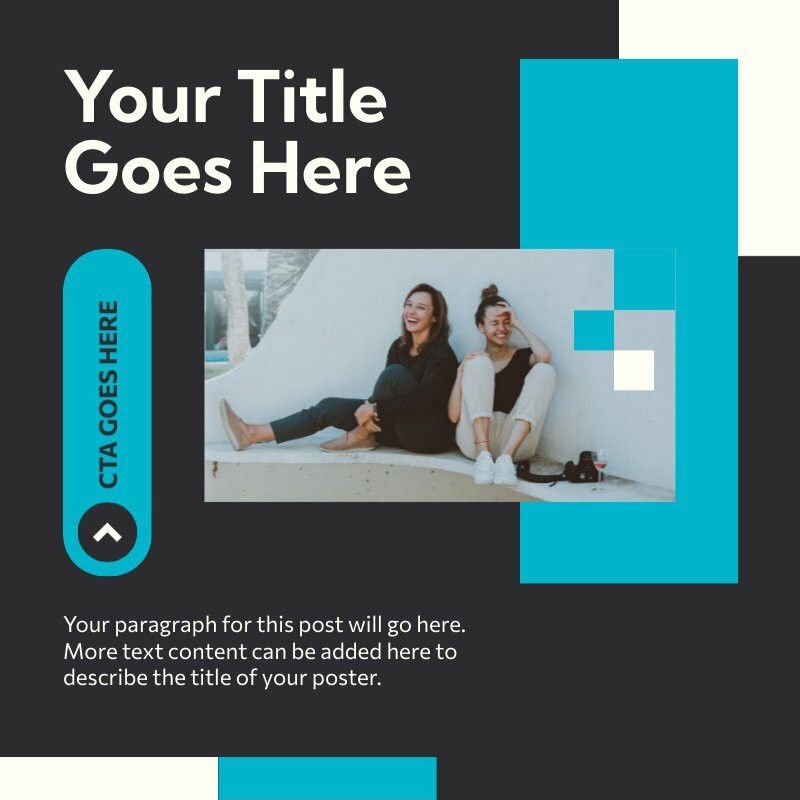 Your Title
Goes Here
CTA GOES HERE
Your paragraph for this post will go here.
More text content can be added here to
describe the title of your poster.